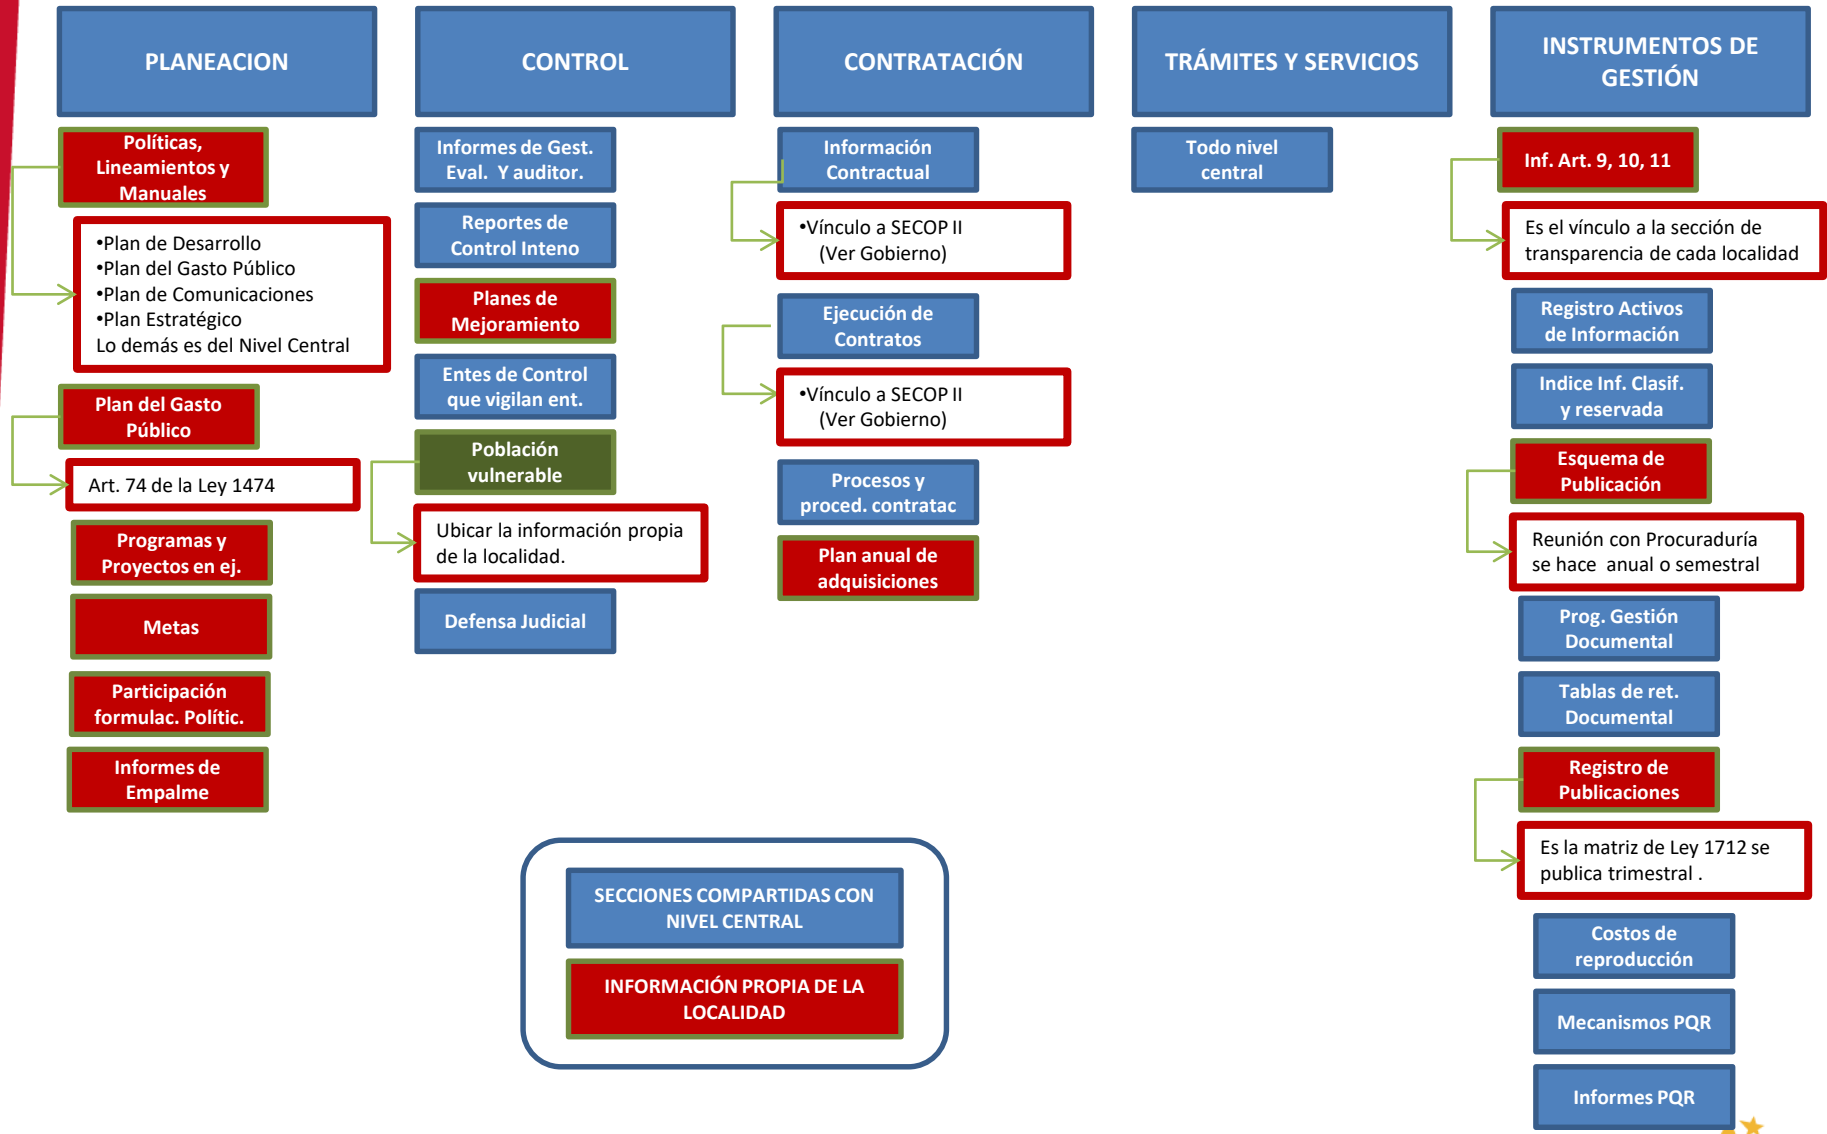 PLANEACION
Políticas,
Lineamientos y
Manuales
•Plan de Desarrollo
•Plan del Gasto Público
•Plan de Comunicaciones
•Plan Estratégico
Lo demás es del Nivel Central
Plan del Gasto
Público
Art. 74 de la Ley 1474
Programas y
Proyectos en ej.
Metas
Participación
formulac. Polític.
Informes de
Empalme
CONTROL
Informes de Gest.
Eval. Y auditor.
Reportes de
Control Inteno
Planes de
Mejoramiento
Entes de Control
que vigilan ent.
Población
vulnerable
Ubicar la información propia
de la localidad.
Defensa Judicial
CONTRATACIÓN
Información
Contractual
•Vínculo a SECOP II
(Ver Gobierno)
Ejecución de
Contratos
•Vínculo a SECOP II
(Ver Gobierno)
Procesos y
proced. contratac
Plan anual de
adquisiciones
TRÁMITES Y SERVICIOS
Todo nivel
central
INSTRUMENTOS DE
GESTIÓN
Inf. Art. 9, 10, 11
Es el vínculo a la sección de
transparencia de cada localidad
Registro Activos
de Información
Indice Inf. Clasif.
y reservada
Esquema de
Publicación
Reunión con Procuraduría
se hace anual o semestral
Prog. Gestión
Documental
Tablas de ret.
Documental
Registro de
Publicaciones
Es la matriz de Ley 1712 se
publica trimestral .
Costos de
reproducción
Mecanismos PQR
Informes PQR
SECCIONES COMPARTIDAS CON
NIVEL CENTRAL
INFORMACIÓN PROPIA DE LA
LOCALIDAD